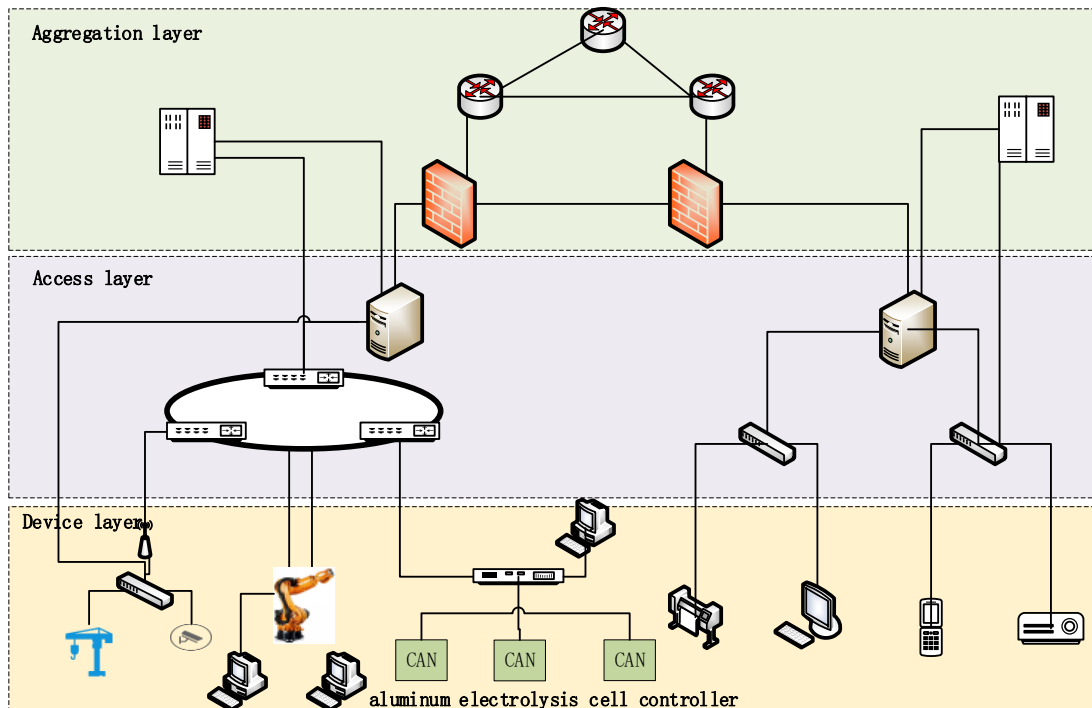 Aggregation layer
Access layer
Device layer
CAN
CAN
CAN
aluminum electrolysis cell controller